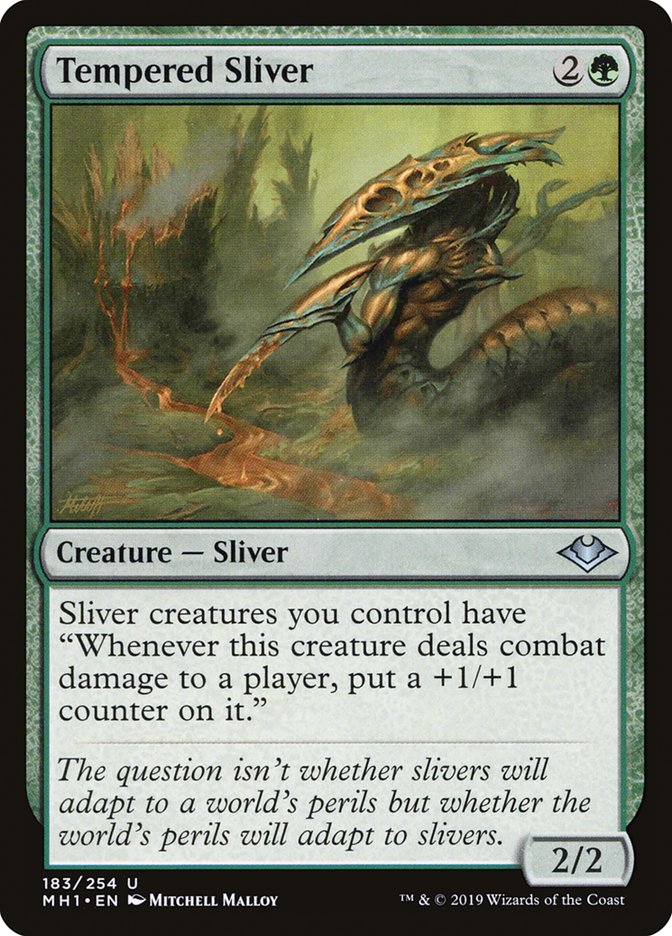 Tempered Sliver 2
Creature — Sliver
Sliver creatures you control have
“Whenever this creature deals combat
damage to a player, put a +1/+1
counter on it.”
The question isn’t whether slivers will
adapt to a world’s perils but whether the
world’s perils will adapt to slivers.
2/2
183/254 U
MH1 • EN Mitchell Malloy ™ & © 2019 Wizards of the Coast